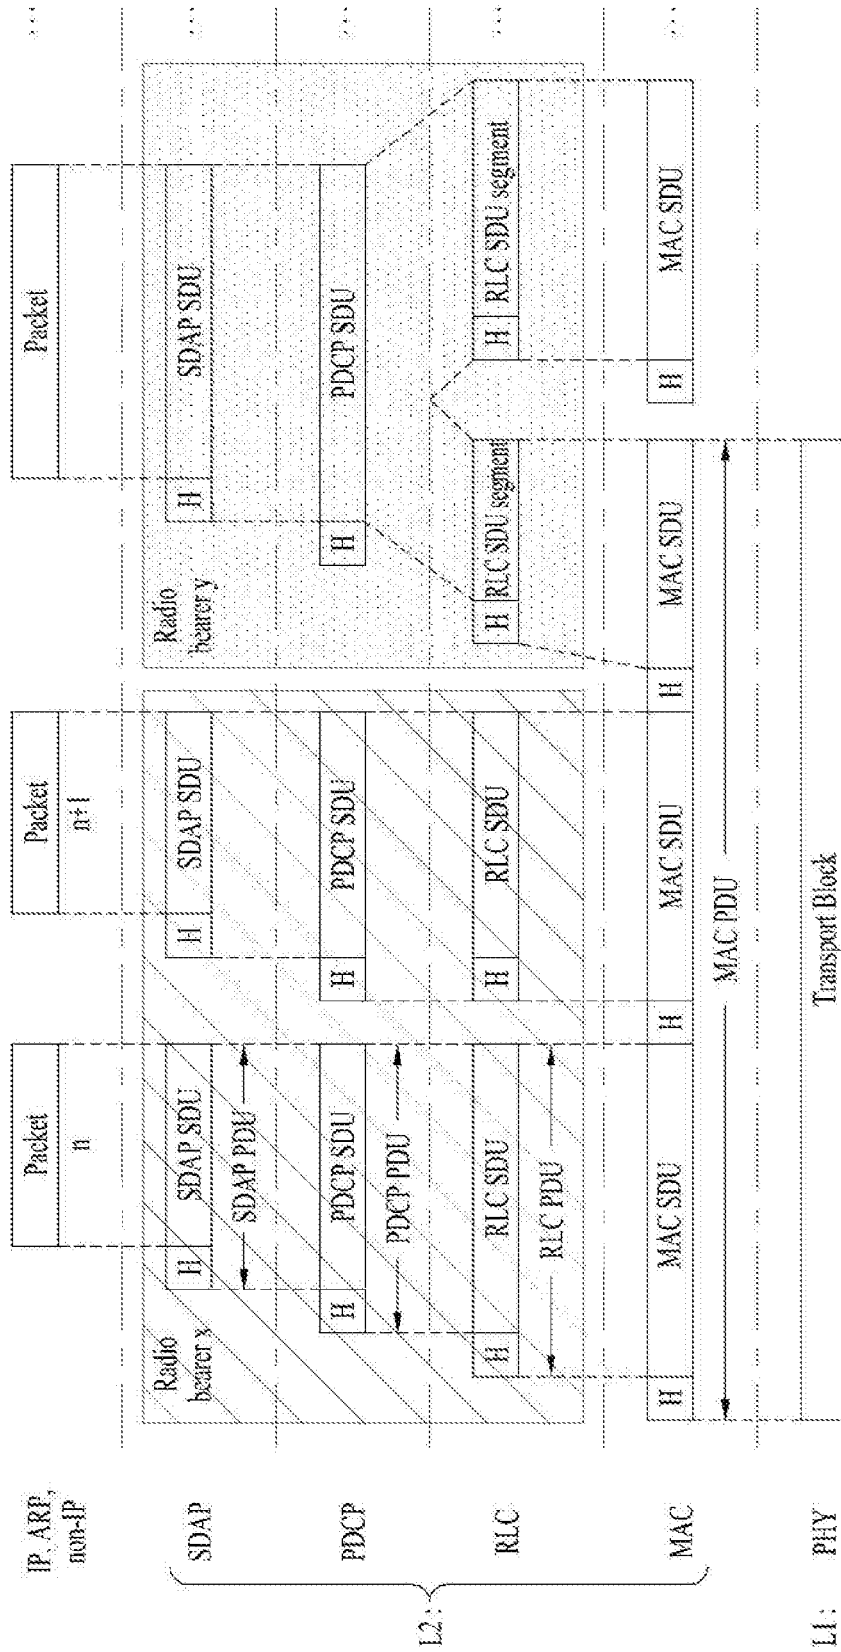 IP, ARP,
non-IP
Packet
n
Packet
n+1
Packet
...
L2 :
SDAP
Radio
bearer x
H
SDAP SDU
SDAP PDU
H
SDAP SDU
Radio
bearer y
H
SDAP SDU
...
PDCP
H
PDCP SDU
PDCP PDU
H
PDCP SDU
H
PDCP SDU
...
RLC
H
RLC SDU
RLC PDU
H
RLC SDU
H
RLC SDU segment
H
RLC SDU segment
...
MAC
H
MAC SDU
H
MAC SDU
H
MAC SDU
H
MAC SDU
...
MAC PDU
L1 :
PHY
Transport Block